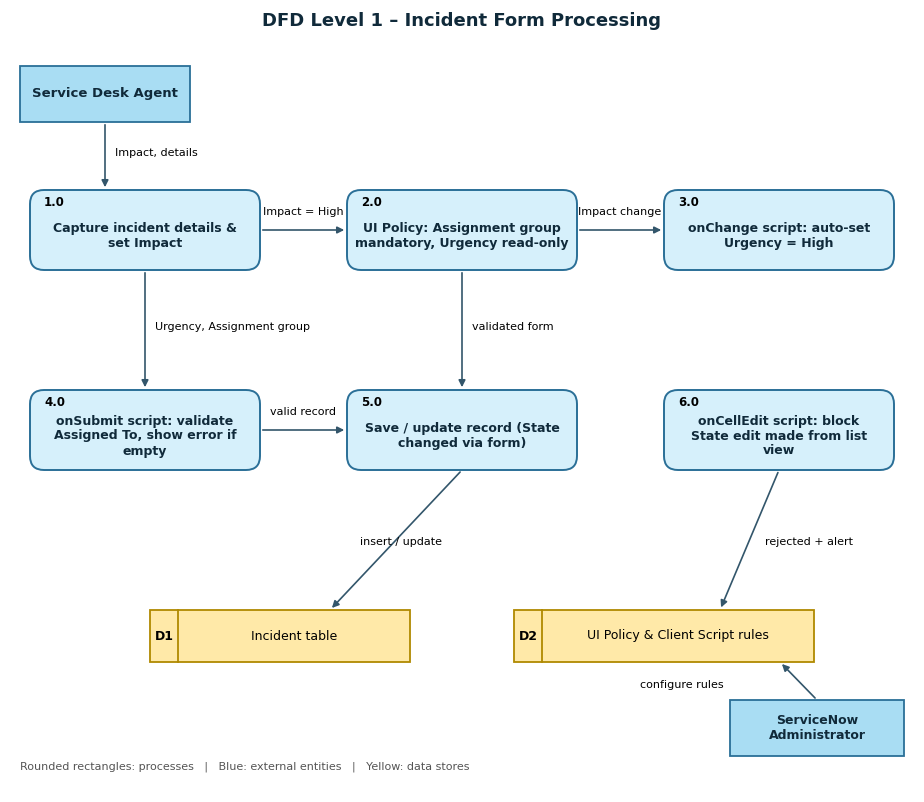 DFD Level 1 – Incident Form Processing
Service Desk Agent
Impact, details
1.0
Capture incident details &
set Impact
Impact = High
2.0
UI Policy: Assignment group
mandatory, Urgency read-only
Impact change
3.0
onChange script: auto-set
Urgency = High
Urgency, Assignment group
validated form
4.0
onSubmit script: validate
Assigned To, show error if
empty
valid record
5.0
Save / update record (State
changed via form)
6.0
onCellEdit script: block
State edit made from list
view
insert / update
rejected + alert
D1
Incident table
D2
UI Policy & Client Script rules
configure rules
ServiceNow
Administrator
Rounded rectangles: processes   |   Blue: external entities   |   Yellow: data stores